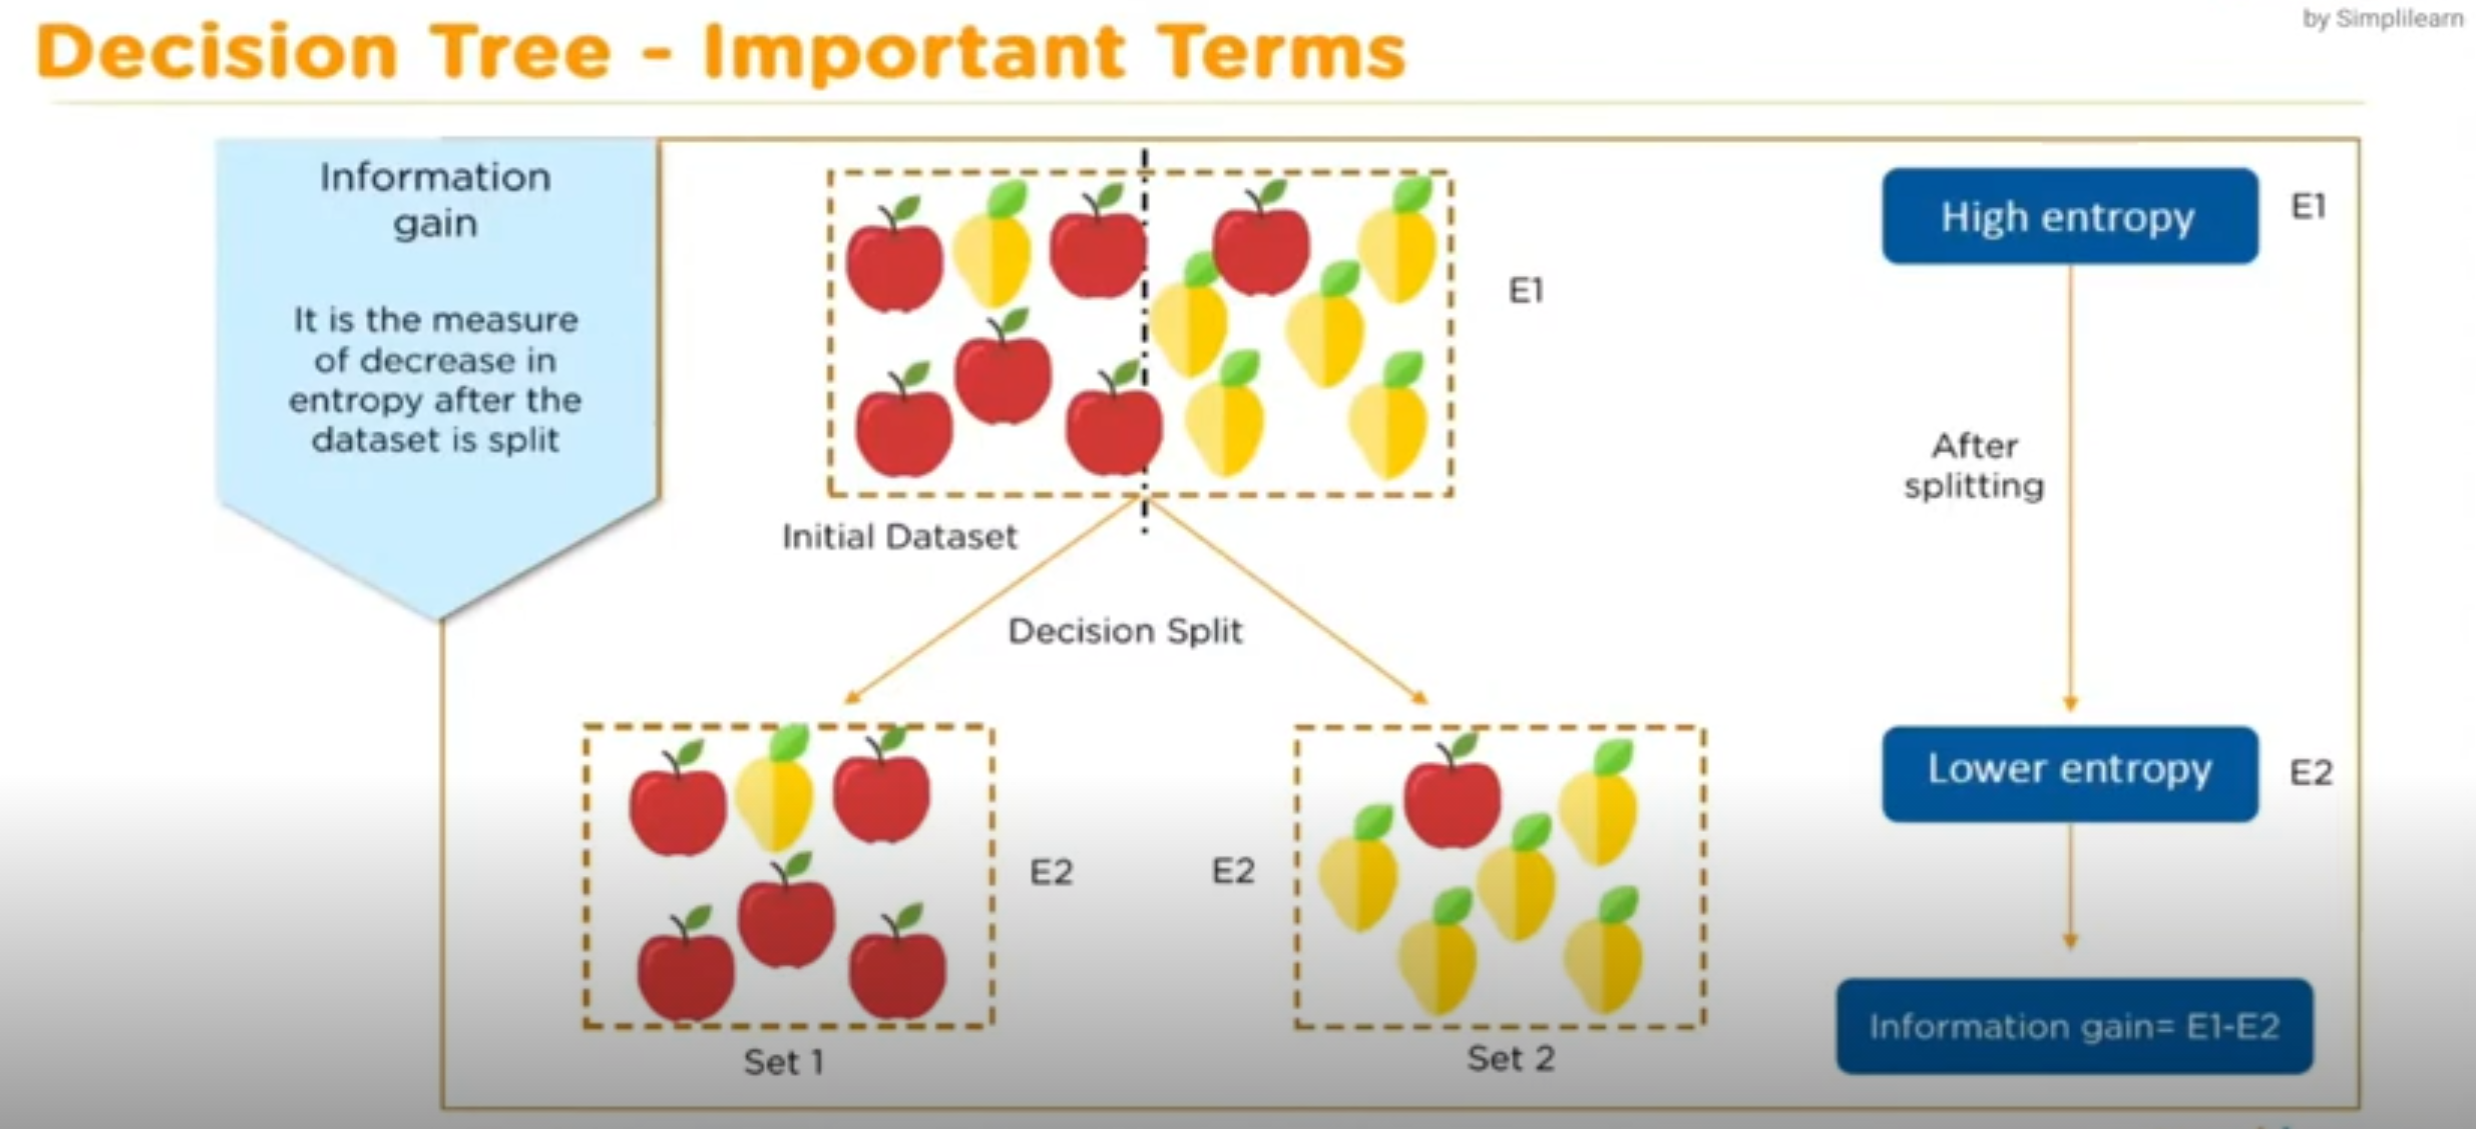 by Simplilearn
Decision Tree - Important Terms
Information
gain
It is the measure
of decrease in
entropy after the
dataset is split
E1
Initial Dataset
Decision Split
E2
E2
Set 1
Set 2
High entropy
E1
After
splitting
Lower entropy
E2
Information gain= E1-E2